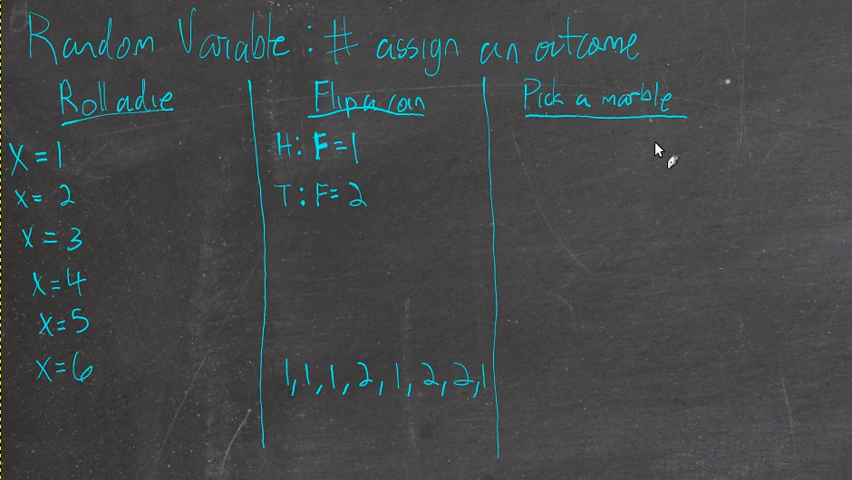 Random Variable: # assign an outcome
Roll a die
X = 1
x = 2
x = 3
x = 4
x = 5
x = 6
Flip a coin
H: F = 1
T: F = 2
1, 1, 1, 2, 1, 2, 2, 1
Pick a marble